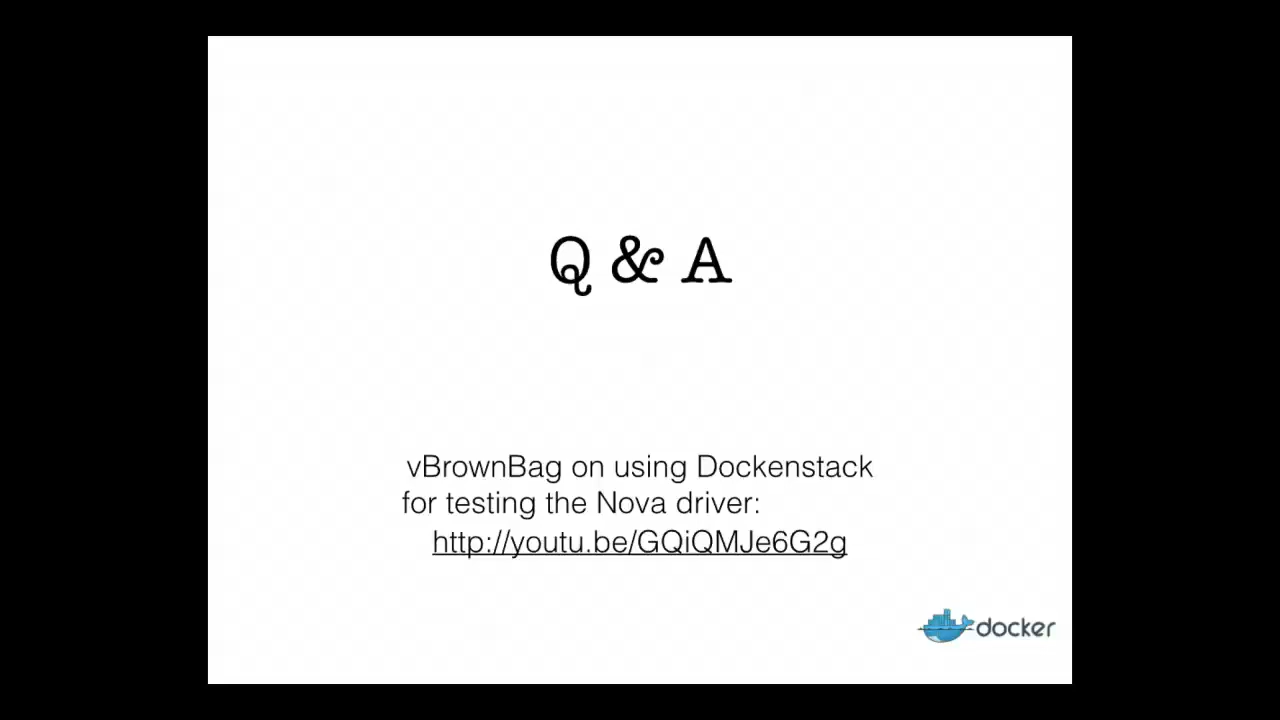 Q & A
vBrownBag on using Dockenstack
for testing the Nova driver:
http://youtu.be/GQiQMJe6G2g
docker